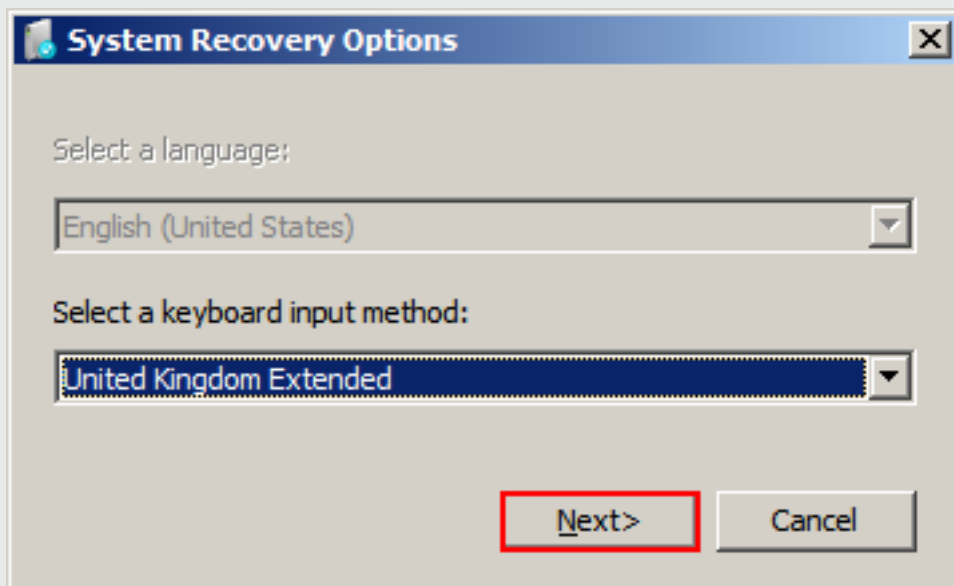 System Recovery Options
Select a language:
English (United States)
Select a keyboard input method:
United Kingdom Extended
Next>
Cancel